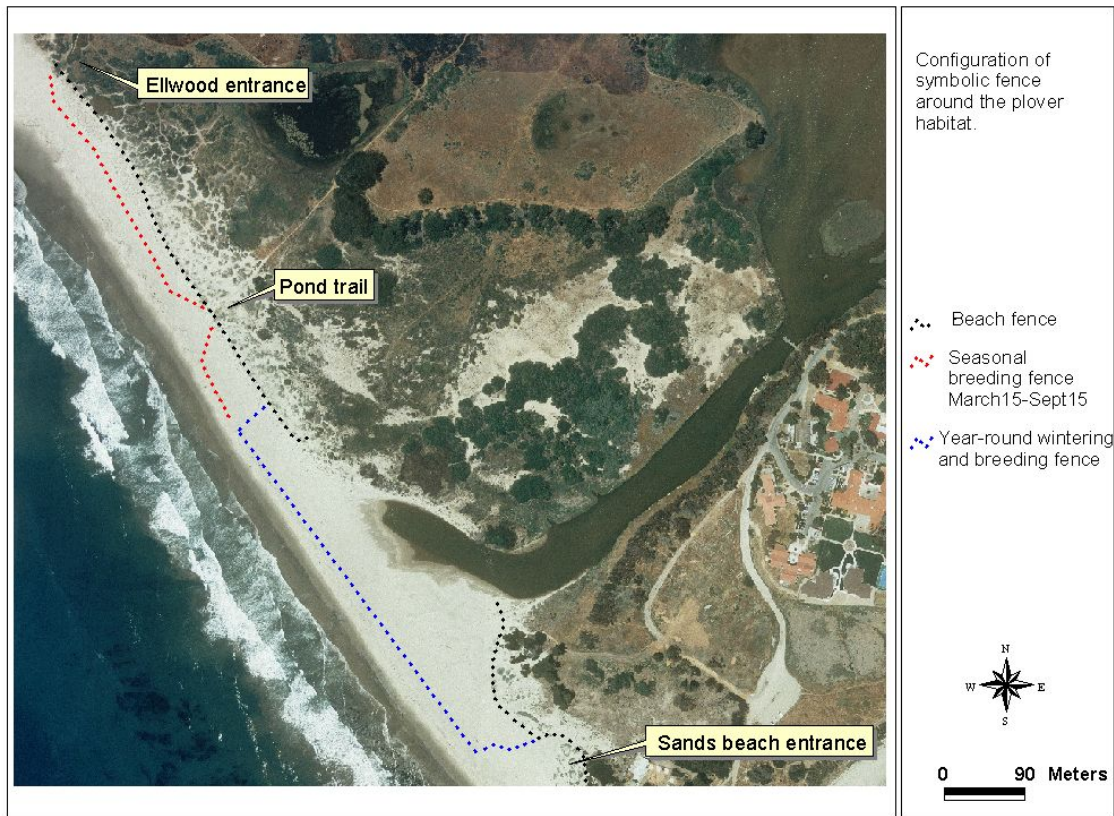 Ellwood entrance
Pond trail
Sands beach entrance
Configuration of
symbolic fence
around the plover
habitat.
Beach fence
Seasonal
breeding fence
March15-Sept15
Year-round wintering
and breeding fence
N
W E
S
0 90 Meters